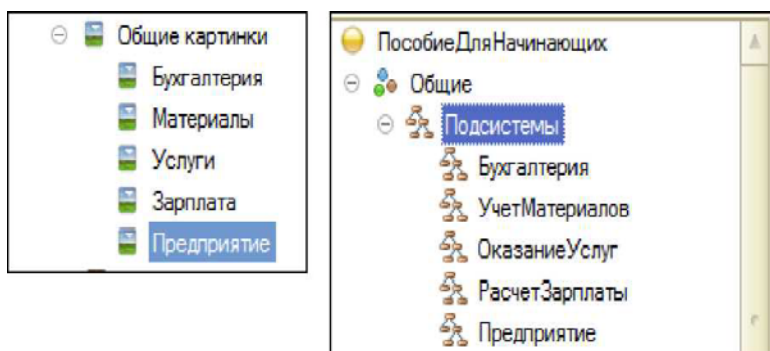 Общие картинки
Бухгалтерия
Материалы
Услуги
Зарплата
Предприятие
ПособиеДляНачинающих
Общие
Подсистемы
Бухгалтерия
УчетМатериалов
ОказаниеУслуг
РасчетЗарплаты
Предприятие